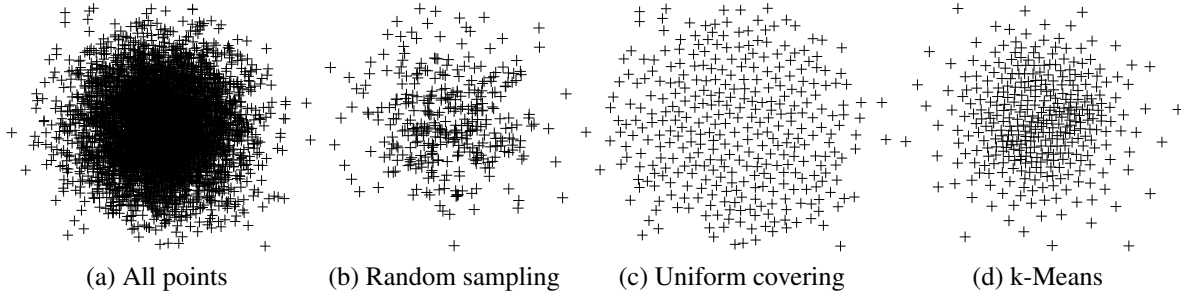 (a) All points
(b) Random sampling
(c) Uniform covering
(d) k-Means